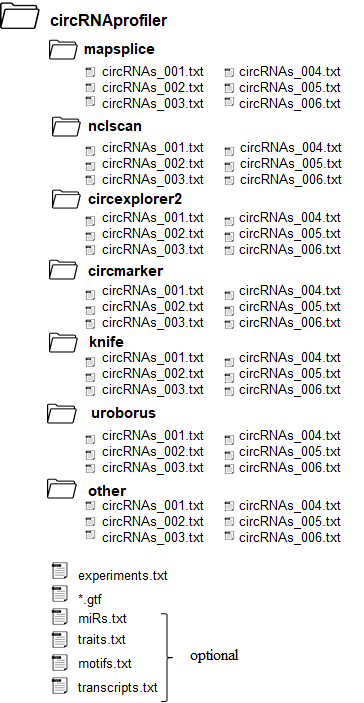 circRNAprofiler
mapsplice
circRNAs_001.txt circRNAs_004.txt
circRNAs_002.txt circRNAs_005.txt
circRNAs_003.txt circRNAs_006.txt
nclscan
circRNAs_001.txt circRNAs_004.txt
circRNAs_002.txt circRNAs_005.txt
circRNAs_003.txt circRNAs_006.txt
circexplorer2
circRNAs_001.txt circRNAs_004.txt
circRNAs_002.txt circRNAs_005.txt
circRNAs_003.txt circRNAs_006.txt
circmarker
circRNAs_001.txt circRNAs_004.txt
circRNAs_002.txt circRNAs_005.txt
circRNAs_003.txt circRNAs_006.txt
knife
circRNAs_001.txt circRNAs_004.txt
circRNAs_002.txt circRNAs_005.txt
circRNAs_003.txt circRNAs_006.txt
uroborus
circRNAs_001.txt circRNAs_004.txt
circRNAs_002.txt circRNAs_005.txt
circRNAs_003.txt circRNAs_006.txt
other
circRNAs_001.txt circRNAs_004.txt
circRNAs_002.txt circRNAs_005.txt
circRNAs_003.txt circRNAs_006.txt
experiments.txt
*.gtf
miRs.txt
traits.txt
motifs.txt
transcripts.txt
optional